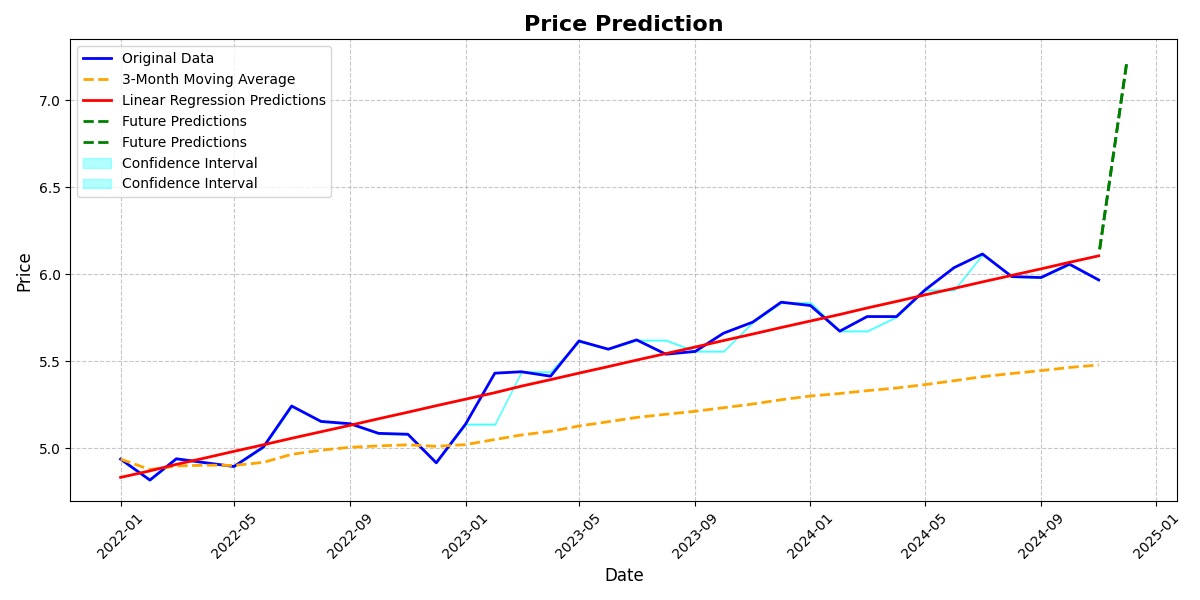 Price Prediction
Original Data
3-Month Moving Average
Linear Regression Predictions
Future Predictions
Future Predictions
Confidence Interval
Confidence Interval
Price
7.0
6.5
6.0
5.5
5.0
2022-01
2022-05
2022-09
2023-01
2023-05
2023-09
2024-01
2024-05
2024-09
2025-01
Date